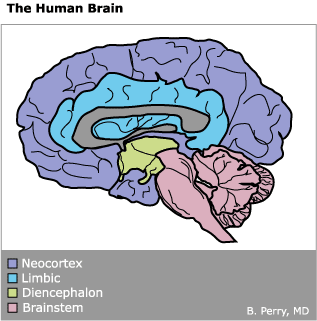 The Human Brain
Neocortex
Limbic
Diencephalon
Brainstem
B. Perry, MD